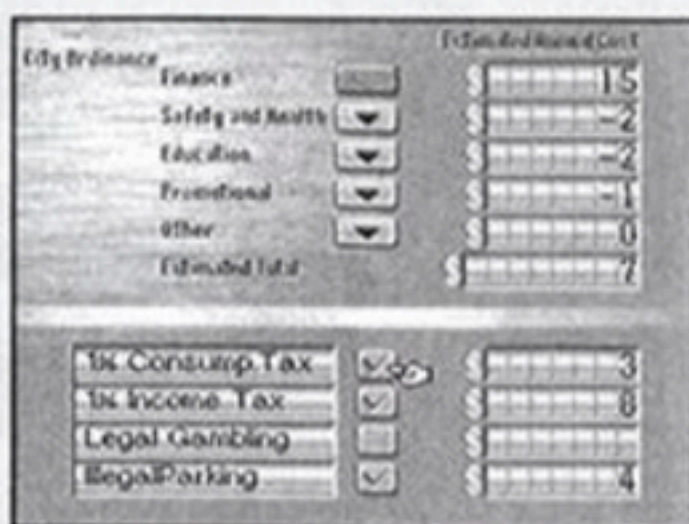 Estimated Annual Cost
City Ordinance
Finance $ 15
Safety and Health $ -2
Education $ -2
Promotional $ -1
Other $ 0
Estimated Total $ 7
1% Consump.Tax $ 3
1% Income Tax $ 8
Legal Gambling $ -
IllegalParking $ 4